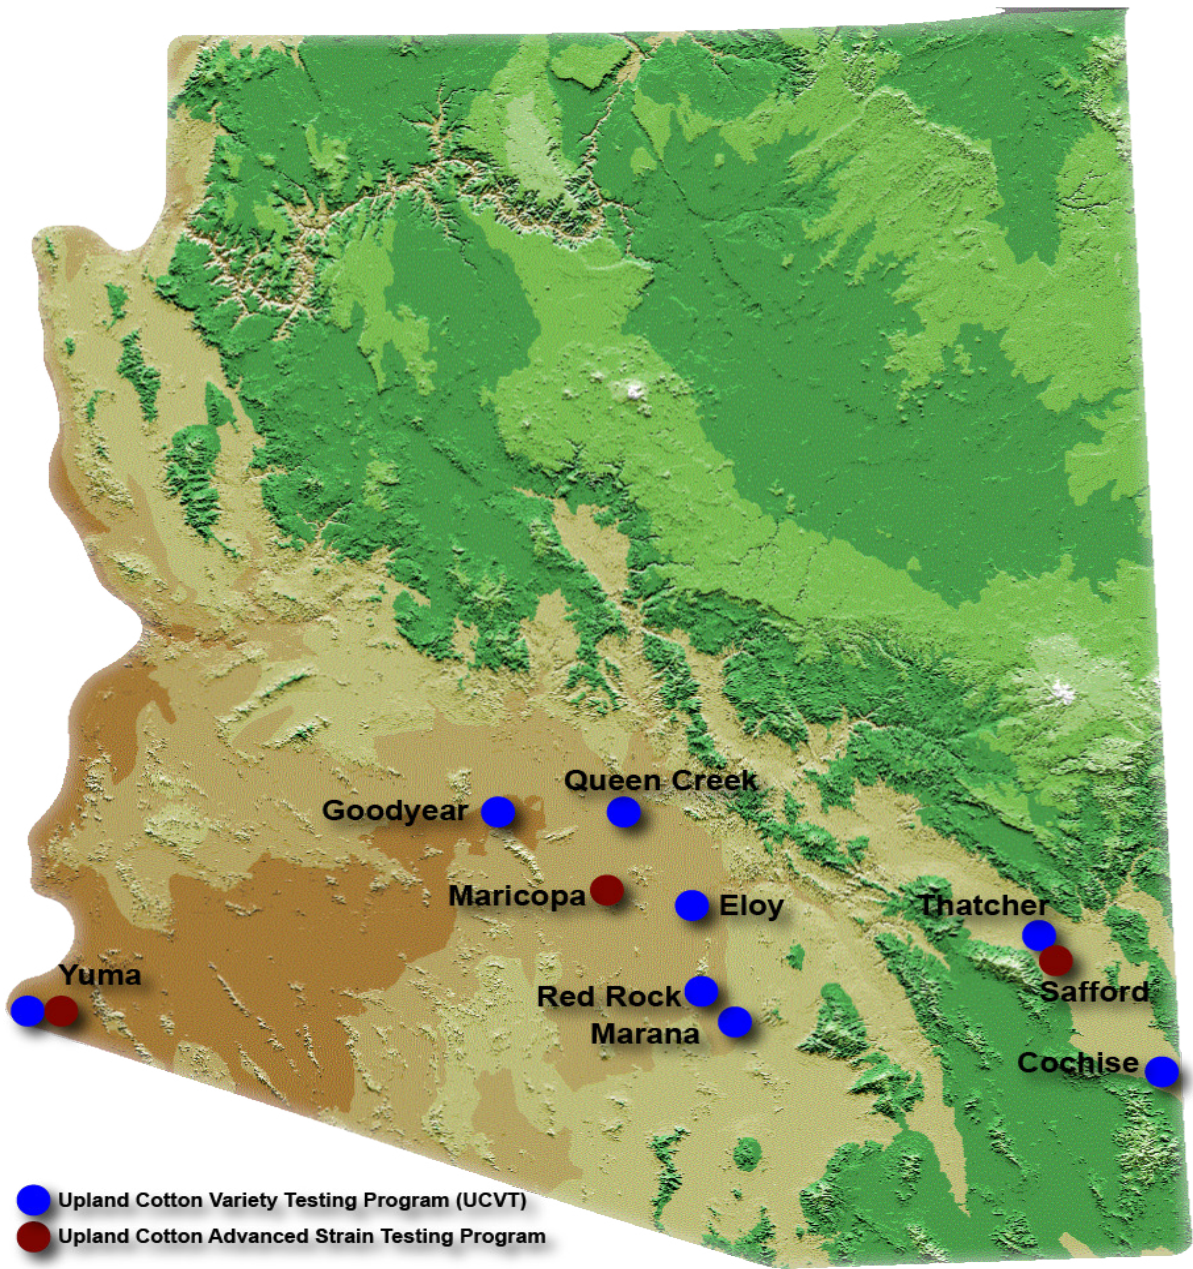 Queen Creek
Goodyear
Maricopa
Eloy
Thatcher
Yuma
Red Rock
Safford
Marana
Cochise
Upland Cotton Variety Testing Program (UCVT)
Upland Cotton Advanced Strain Testing Program